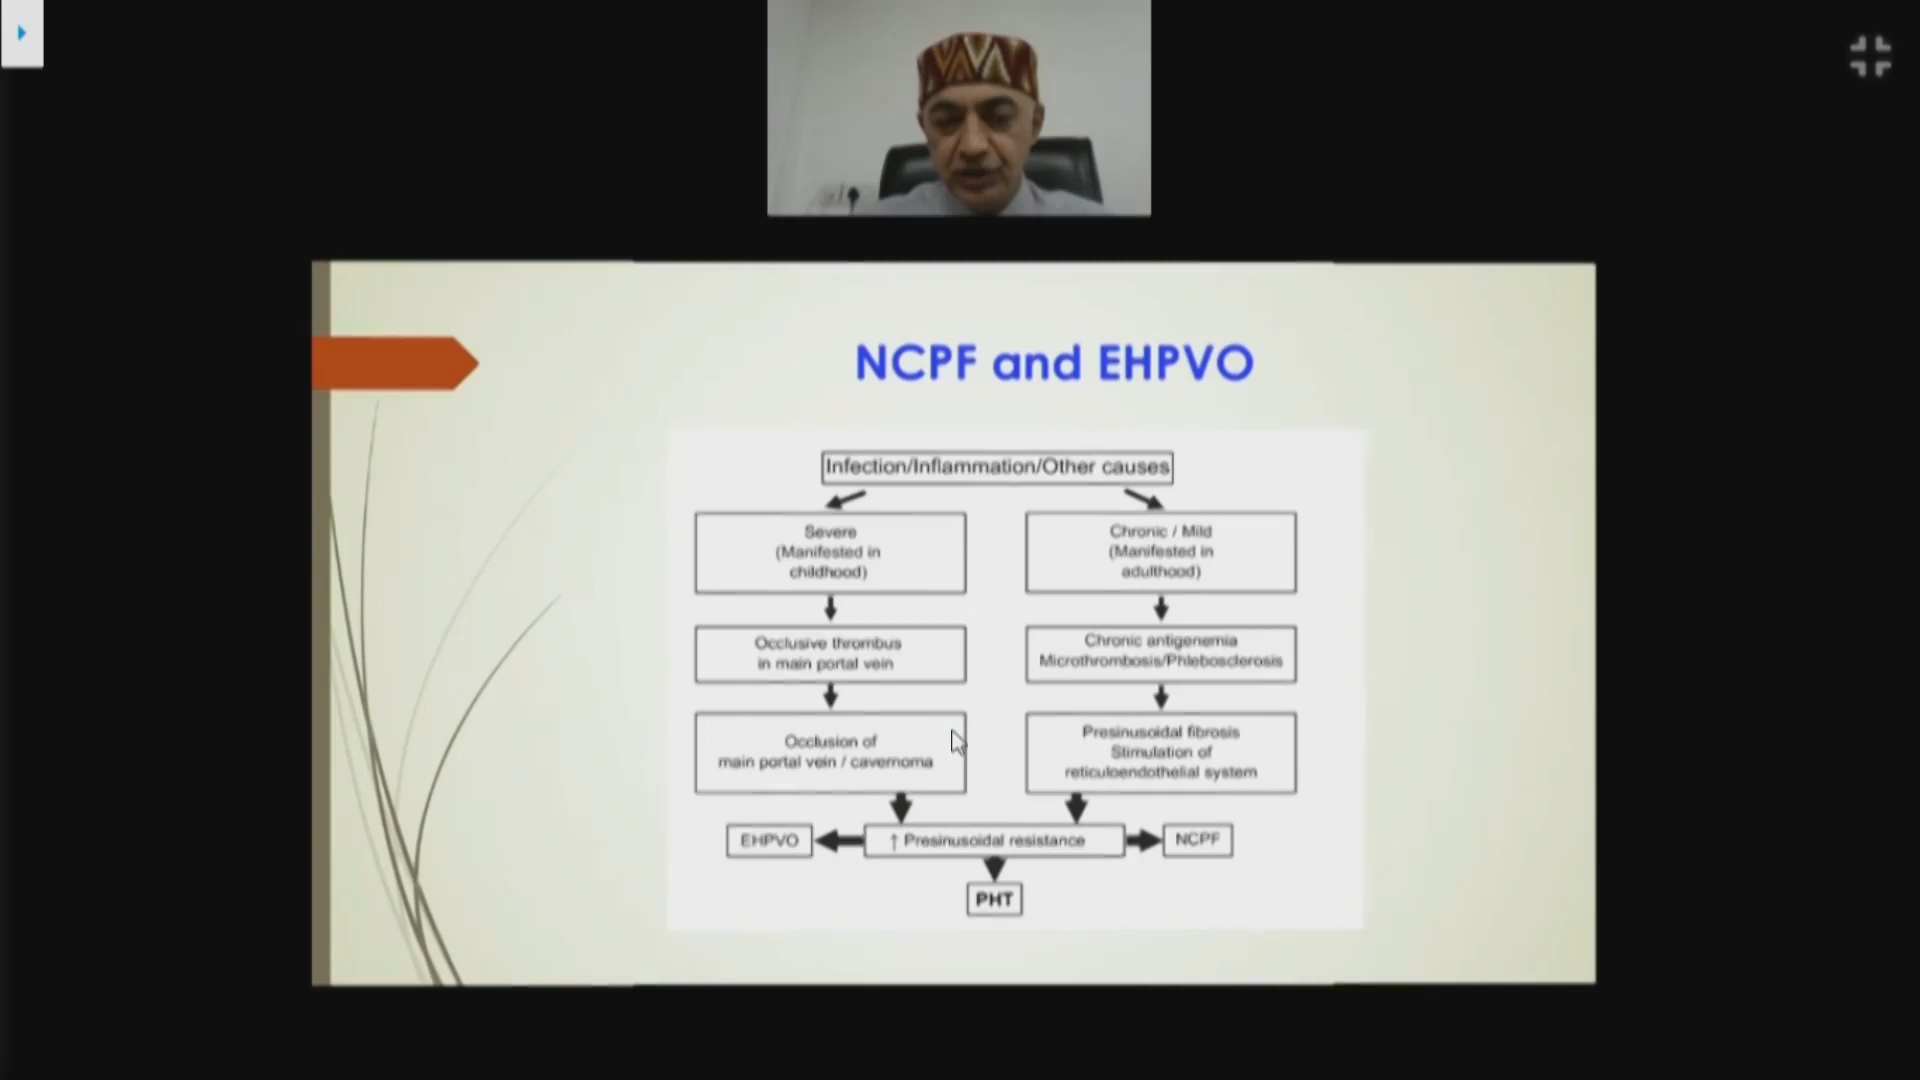 NCPF and EHPVO
Infection/Inflammation/Other causes
Severe
(Manifested in
childhood)
Chronic / Mild
(Manifested in
adulthood)
Occlusive thrombus
in main portal vein
Chronic antigenemia
Microthrombosis/Phlebosclerosis
Occlusion of
main portal vein / cavernoma
Presinusoidal fibrosis
Stimulation of
reticuloendothelial system
EHPVO
↑ Presinusoidal resistance
NCPF
PHT